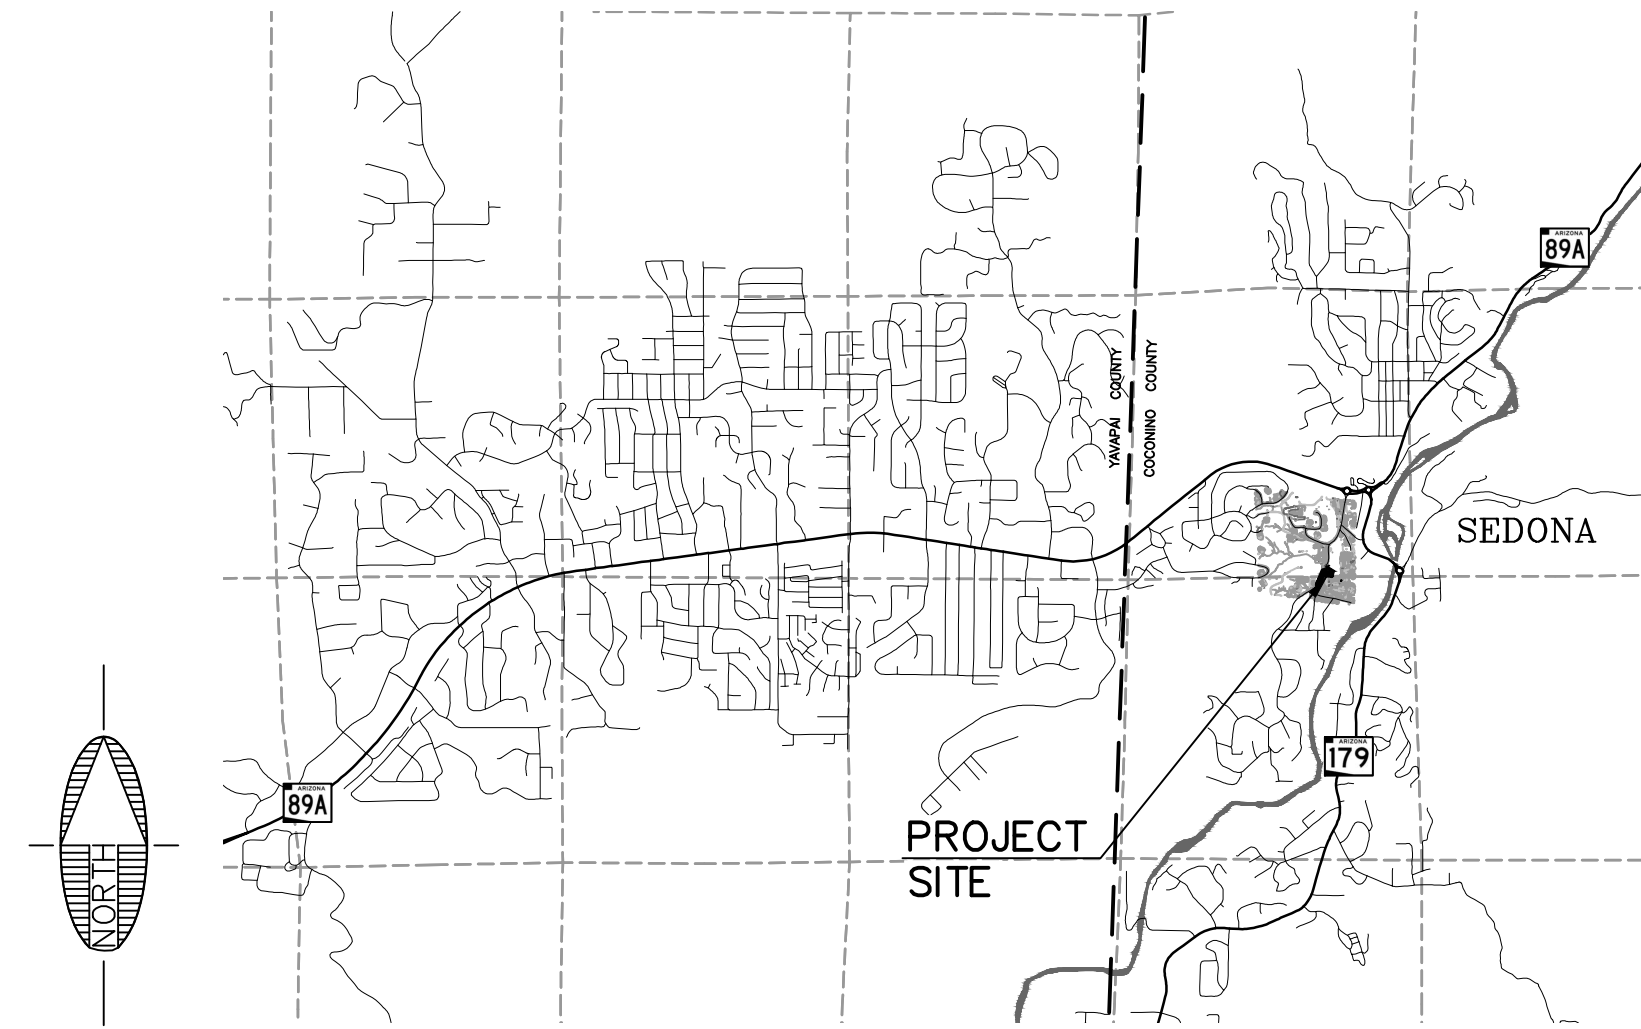 ARIZONA
89A
YAVAPAI COUNTY
COCONINO COUNTY
SEDONA
ARIZONA
179
ARIZONA
89A
PROJECT
SITE
NORTH